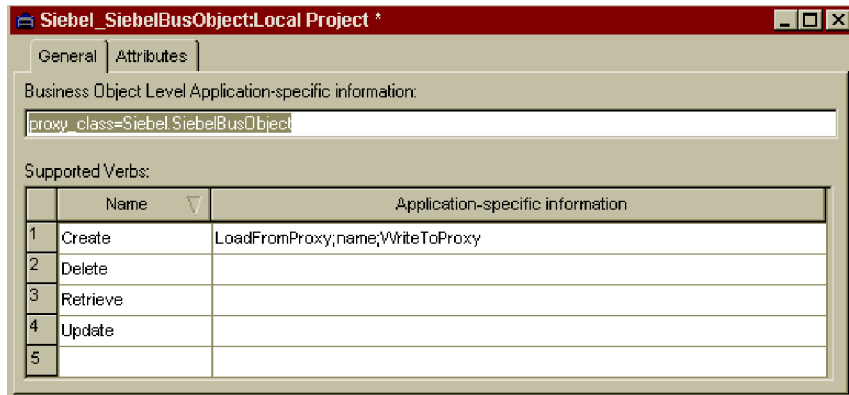 Siebel_SiebelBusObject:Local Project *
General Attributes
Business Object Level Application-specific information:
proxy_class=Siebel.SiebelBusObject
Supported Verbs:
Name Application-specific information
1 Create LoadFromProxy;name;WriteToProxy
2 Delete
3 Retrieve
4 Update
5